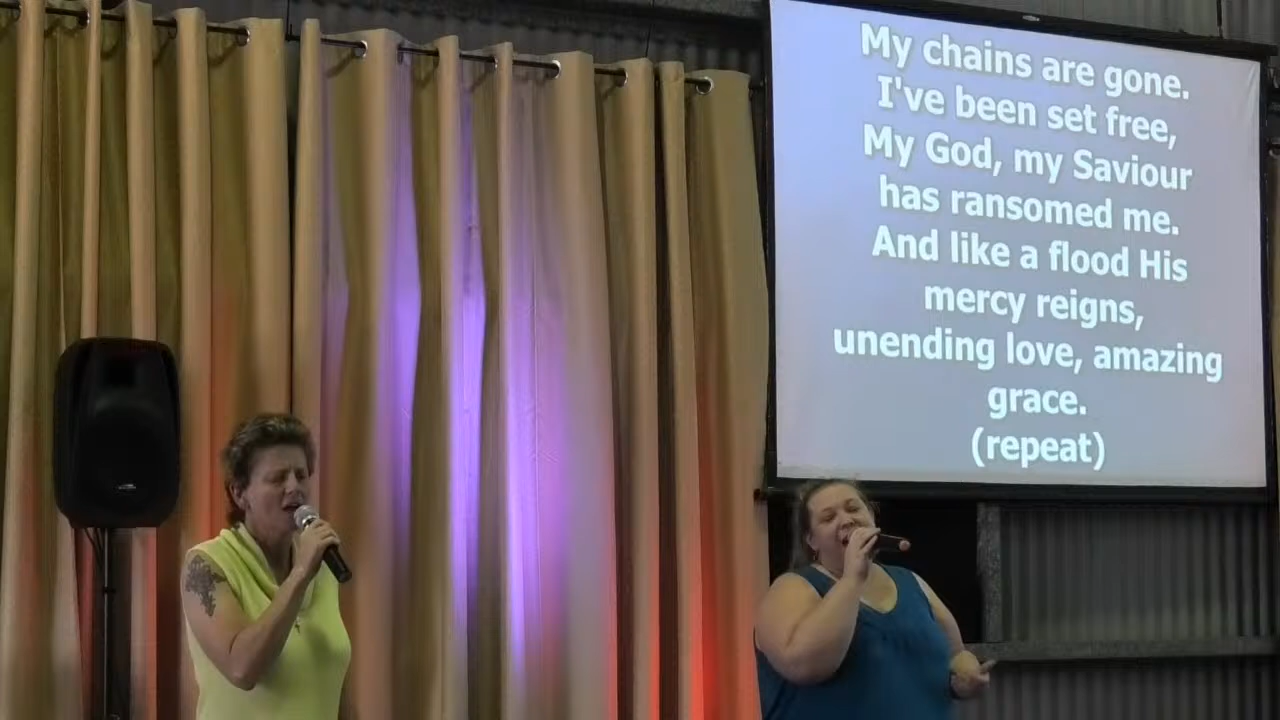 My chains are gone.
I've been set free,
My God, my Saviour
has ransomed me.
And like a flood His
mercy reigns,
unending love, amazing
grace.
(repeat)